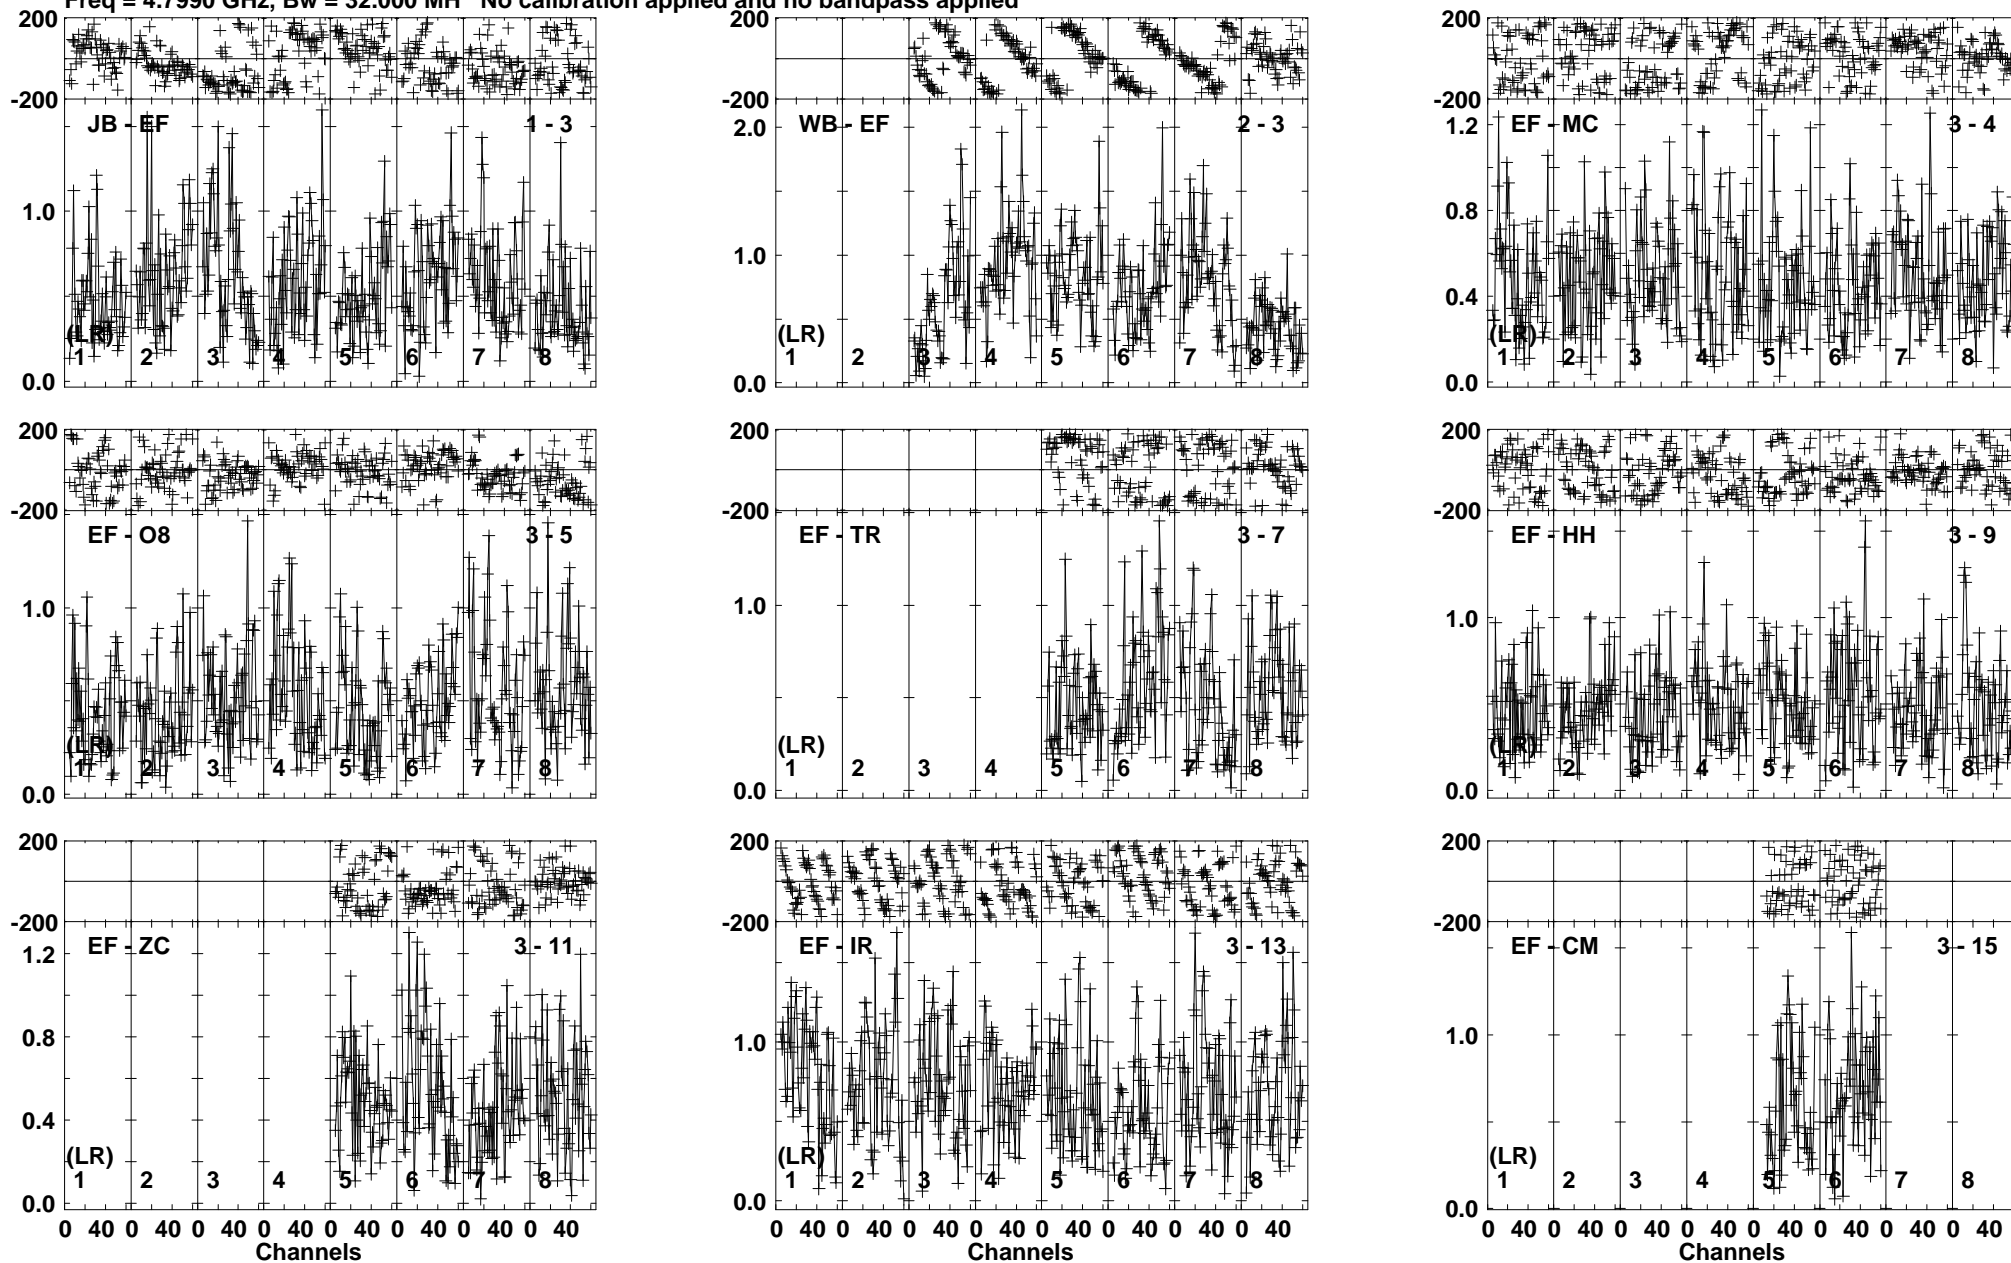 Freq = 4.7990 GHz, Bw = 32.000 MH No calibration applied and no bandpass applied
200
-200
JB - EF 1 - 3
1.0
0.0
(LR)
1 2 3 4 5 6 7 8
200
-200
WB - EF 2 - 3
2.0
1.0
0.0
(LR)
1 2 3 4 5 6 7 8
200
-200
EF - MC 3 - 4
1.2
0.8
0.4
0.0
(LR)
1 2 3 4 5 6 7 8
200
-200
EF - O8 3 - 5
1.0
0.0
(LR)
1 2 3 4 5 6 7 8
200
-200
EF - TR 3 - 7
1.0
0.0
(LR)
1 2 3 4 5 6 7 8
200
-200
EF - HH 3 - 9
1.0
0.0
(LR)
1 2 3 4 5 6 7 8
200
-200
EF - ZC 3 - 11
1.2
0.8
0.4
0.0
(LR)
1 2 3 4 5 6 7 8
0 40 0 40 0 40 0 40 0 40 0 40 0 40 0 40
Channels
200
-200
EF - IR 3 - 13
1.0
0.0
(LR)
1 2 3 4 5 6 7 8
0 40 0 40 0 40 0 40 0 40 0 40 0 40 0 40
200
-200
EF - CM 3 - 15
1.0
0.0
(LR)
1 2 3 4 5 6 7 8
0 40 0 40 0 40 0 40 0 40 0 40 0 40 0 40
Channels